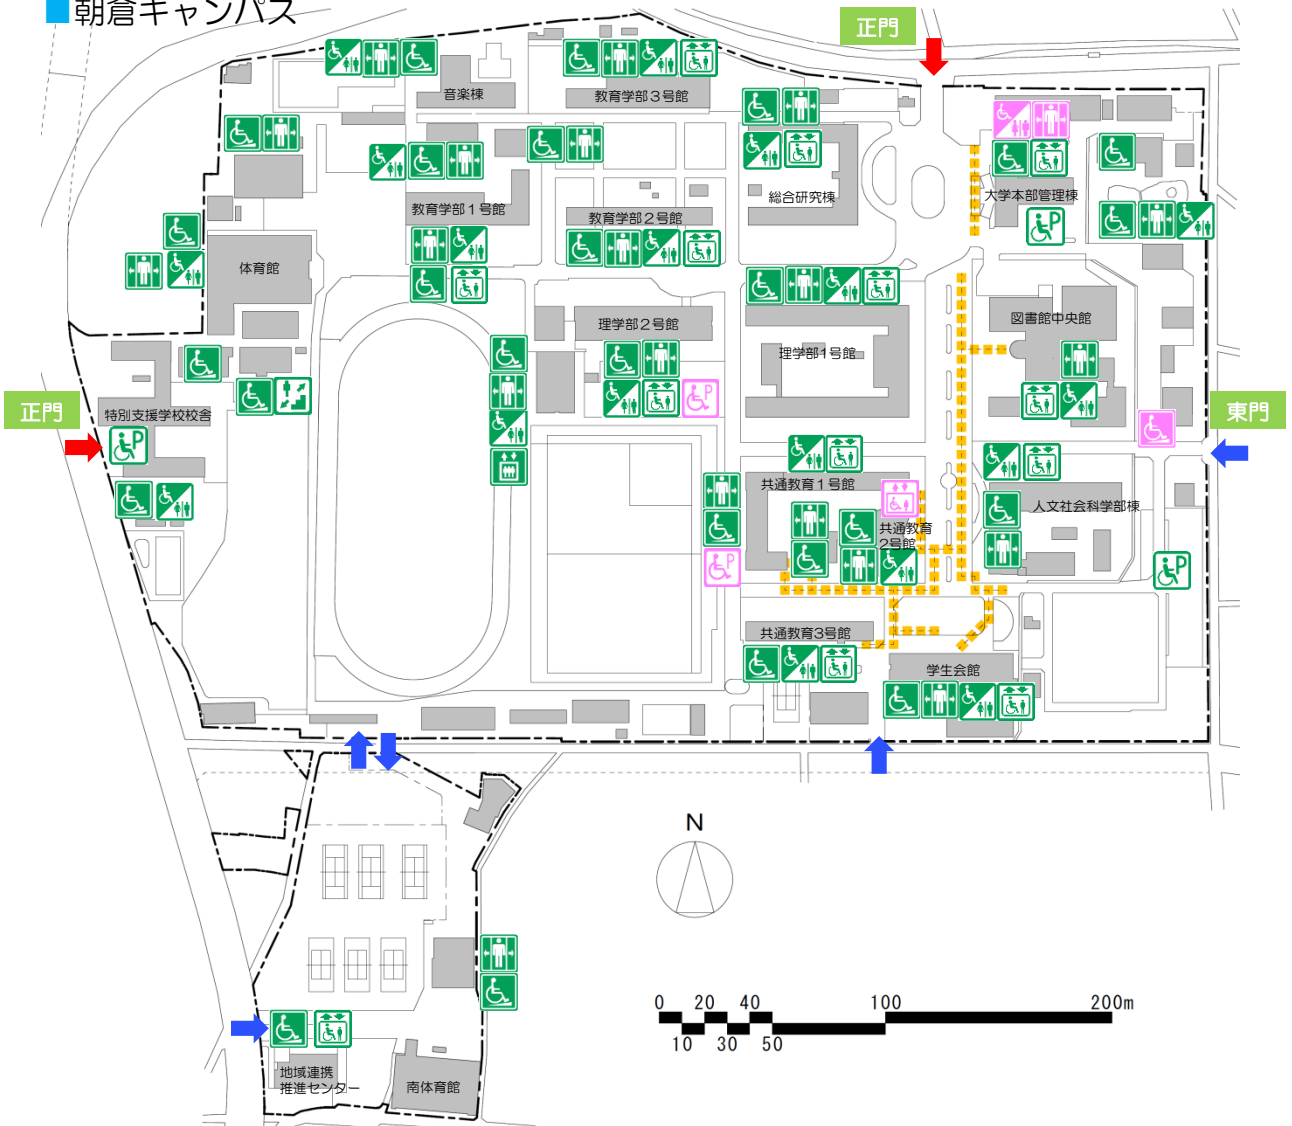 朝倉キャンパス
正門
音楽棟
教育学部3号館
教育学部1号館
教育学部2号館
総合研究棟
大学本部管理棟
体育館
理学部2号館
理学部1号館
図書館中央館
特別支援学校校舎
正門
東門
共通教育1号館
共通教育
2号館
人文社会科学部棟
共通教育3号館
学生会館
地域連携
推進センター
南体育館
N
0 20 40 100 200m
10 30 50
P
P
P
P
P